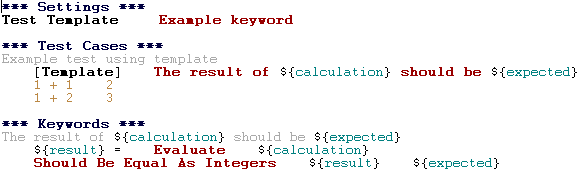 *** Settings ***
Test Template    Example keyword
*** Test Cases ***
Example test using template
    [Template]    The result of ${calculation} should be ${expected}
    1 + 1    2
    1 + 2    3
*** Keywords ***
The result of ${calculation} should be ${expected}
    ${result} =    Evaluate    ${calculation}
    Should Be Equal As Integers    ${result}    ${expected}